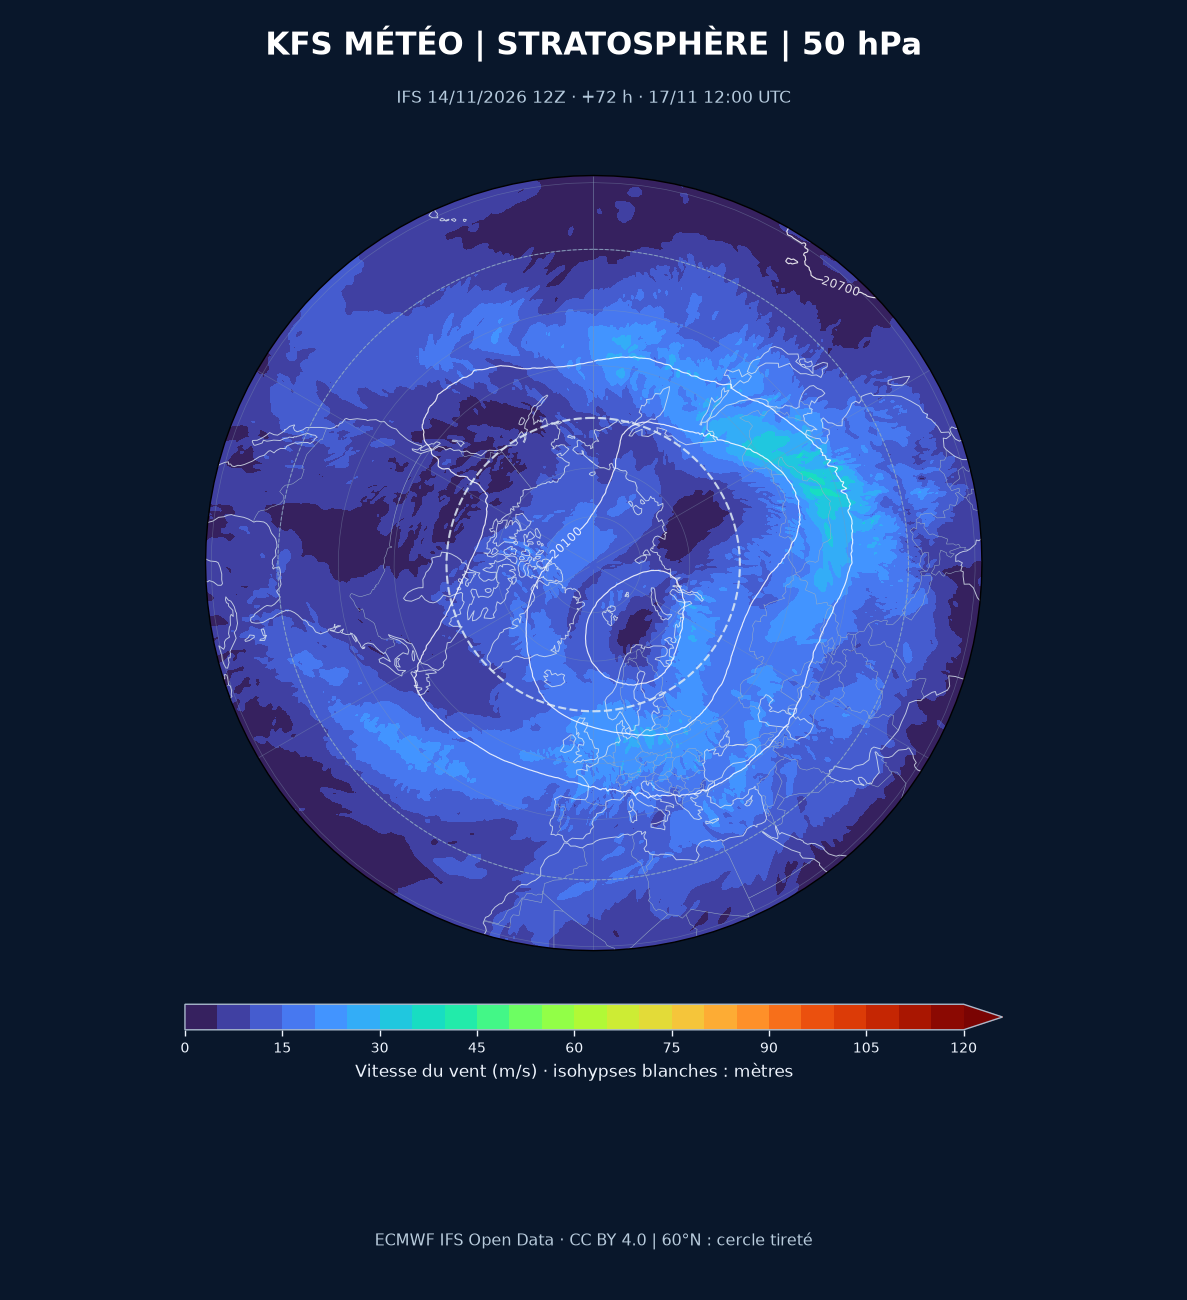 KFS MÉTÉO | STRATOSPHÈRE | 50 hPa
IFS 14/11/2026 12Z · +72 h · 17/11 12:00 UTC
20700
20100
0 15 30 45 60 75 90 105 120
Vitesse du vent (m/s) · isohypses blanches : mètres
ECMWF IFS Open Data · CC BY 4.0 | 60°N : cercle tireté